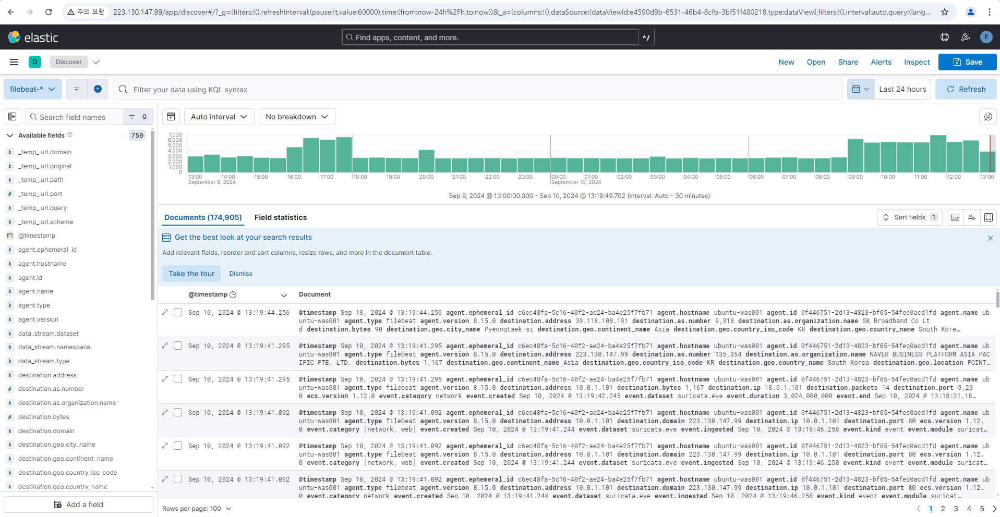 주의 요함
223.130.147.99/app/discover#/?_g=(filters:!(),refreshInterval:(pause:!t,value:60000),time:(from:now-24h%2Fh,to:now))&_a=(columns:!(),dataSource:(dataViewId:e4590d9b-6531-46b4-8cfb-3bf51f480218,type:dataView),filters:!(),interval:auto,query:(lang...
elastic
Find apps, content, and more.
^/
E
D
Discover
New
Open
Share
Alerts
Inspect
Save
filebeat-*
Filter your data using KQL syntax
Last 24 hours
Refresh
Search field names
0
Auto interval
No breakdown
Available fields
759
k _temp_.url.domain
k _temp_.url.original
k _temp_.url.path
# _temp_.url.port
k _temp_.url.query
k _temp_.url.scheme
@timestamp
k agent.ephemeral_id
k agent.hostname
k agent.id
k agent.name
k agent.type
k agent.version
k data_stream.dataset
k data_stream.namespace
k data_stream.type
k destination.address
# destination.as.number
k destination.as.organization.name
# destination.bytes
k destination.domain
k destination.geo.city_name
k destination.geo.continent_name
k destination.geo.country_iso_code
k destination.geo.country_name
Add a field
7,000
6,000
5,000
4,000
3,000
2,000
1,000
0
13:00 14:00 15:00 16:00 17:00 18:00 19:00 20:00 21:00 22:00 23:00 00:00 01:00 02:00 03:00 04:00 05:00 06:00 07:00 08:00 09:00 10:00 11:00 12:00 13:00
September 9, 2024 September 10, 2024
Sep 9, 2024 @ 13:00:00.000 - Sep 10, 2024 @ 13:19:49.702 (interval: Auto - 30 minutes)
Documents (174,905)
Field statistics
Sort fields 1
Get the best look at your search results
Add relevant fields, reorder and sort columns, resize rows, and more in the document table.
Take the tour
Dismiss
@timestamp
Document
Sep 10, 2024 @ 13:19:44.256
@timestamp Sep 10, 2024 @ 13:19:44.256 agent.ephemeral_id c6ec48fa-5c16-40f2-ae24-ba4e25f7fb71 agent.hostname ubuntu-was001 agent.id 0f446751-2d13-4823-bf05-54fec0acd1fd agent.name ub
untu-was001 agent.type filebeat agent.version 8.15.0 destination.address 39.118.108.191 destination.as.number 9,318 destination.as.organization.name SK Broadband Co Lt
d destination.bytes 90 destination.geo.city_name Pyeongtaek-si destination.geo.continent_name Asia destination.geo.country_iso_code KR destination.geo.country_name South Kore…
Sep 10, 2024 @ 13:19:41.295
@timestamp Sep 10, 2024 @ 13:19:41.295 agent.ephemeral_id c6ec48fa-5c16-40f2-ae24-ba4e25f7fb71 agent.hostname ubuntu-was001 agent.id 0f446751-2d13-4823-bf05-54fec0acd1fd agent.name ub
untu-was001 agent.type filebeat agent.version 8.15.0 destination.address 223.130.147.99 destination.as.number 135,354 destination.as.organization.name NAVER BUSINESS PLATFORM ASIA PAC
IFIC PTE. LTD. destination.bytes 1,167 destination.geo.continent_name Asia destination.geo.country_iso_code KR destination.geo.country_name South Korea destination.geo.location POINT…
Sep 10, 2024 @ 13:19:41.295
@timestamp Sep 10, 2024 @ 13:19:41.295 agent.ephemeral_id c6ec48fa-5c16-40f2-ae24-ba4e25f7fb71 agent.hostname ubuntu-was001 agent.id 0f446751-2d13-4823-bf05-54fec0acd1fd agent.name ub
untu-was001 agent.type filebeat agent.version 8.15.0 destination.address 10.0.1.101 destination.bytes 1,167 destination.ip 10.0.1.101 destination.packets 14 destination.port 9,20
0 ecs.version 1.12.0 event.category network event.created Sep 10, 2024 @ 13:19:42.245 event.dataset suricata.eve event.duration 3,024,000,000 event.end Sep 10, 2024 @ 13:18:31.18…
Sep 10, 2024 @ 13:19:41.092
@timestamp Sep 10, 2024 @ 13:19:41.092 agent.ephemeral_id c6ec48fa-5c16-40f2-ae24-ba4e25f7fb71 agent.hostname ubuntu-was001 agent.id 0f446751-2d13-4823-bf05-54fec0acd1fd agent.name ub
untu-was001 agent.type filebeat agent.version 8.15.0 destination.address 10.0.1.101 destination.domain 223.130.147.99 destination.ip 10.0.1.101 destination.port 80 ecs.version 1.12.
0 event.category [network, web] event.created Sep 10, 2024 @ 13:19:41.244 event.dataset suricata.eve event.ingested Sep 10, 2024 @ 13:19:46.258 event.kind event event.module suricat…
Sep 10, 2024 @ 13:19:41.092
@timestamp Sep 10, 2024 @ 13:19:41.092 agent.ephemeral_id c6ec48fa-5c16-40f2-ae24-ba4e25f7fb71 agent.hostname ubuntu-was001 agent.id 0f446751-2d13-4823-bf05-54fec0acd1fd agent.name ub
untu-was001 agent.type filebeat agent.version 8.15.0 destination.address 10.0.1.101 destination.domain 223.130.147.99 destination.ip 10.0.1.101 destination.port 80 ecs.version 1.12.
0 event.category [network, web] event.created Sep 10, 2024 @ 13:19:41.244 event.dataset suricata.eve event.ingested Sep 10, 2024 @ 13:19:46.258 event.kind event event.module suricat…
Sep 10, 2024 @ 13:19:41.092
@timestamp Sep 10, 2024 @ 13:19:41.092 agent.ephemeral_id c6ec48fa-5c16-40f2-ae24-ba4e25f7fb71 agent.hostname ubuntu-was001 agent.id 0f446751-2d13-4823-bf05-54fec0acd1fd agent.name ub
untu-was001 agent.type filebeat agent.version 8.15.0 destination.address 10.0.1.101 destination.domain 223.130.147.99 destination.ip 10.0.1.101 destination.port 80 ecs.version 1.12.
0 event.category [network, web] event.created Sep 10, 2024 @ 13:19:41.244 event.dataset suricata.eve event.ingested Sep 10, 2024 @ 13:19:46.258 event.kind event event.module suricat…
Rows per page: 100
1 2 3 4 5